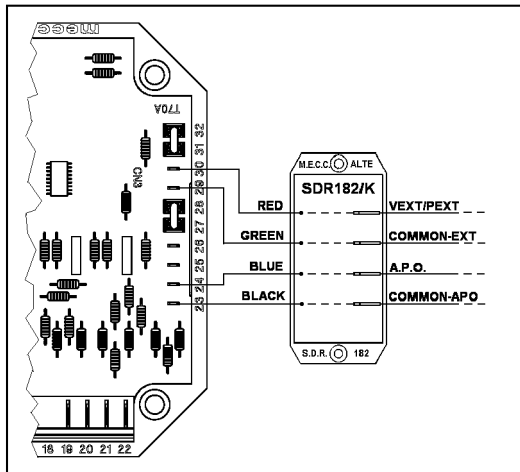 mecc
T70A
32
31
30
29
28
27
26
25
24
23
CN3
18 19 20 21 22
M.E.C.C. ALTE
SDR182/K
RED VEXT/PEXT
GREEN COMMON-EXT
BLUE A.P.O.
BLACK COMMON-APO
S.D.R. 182